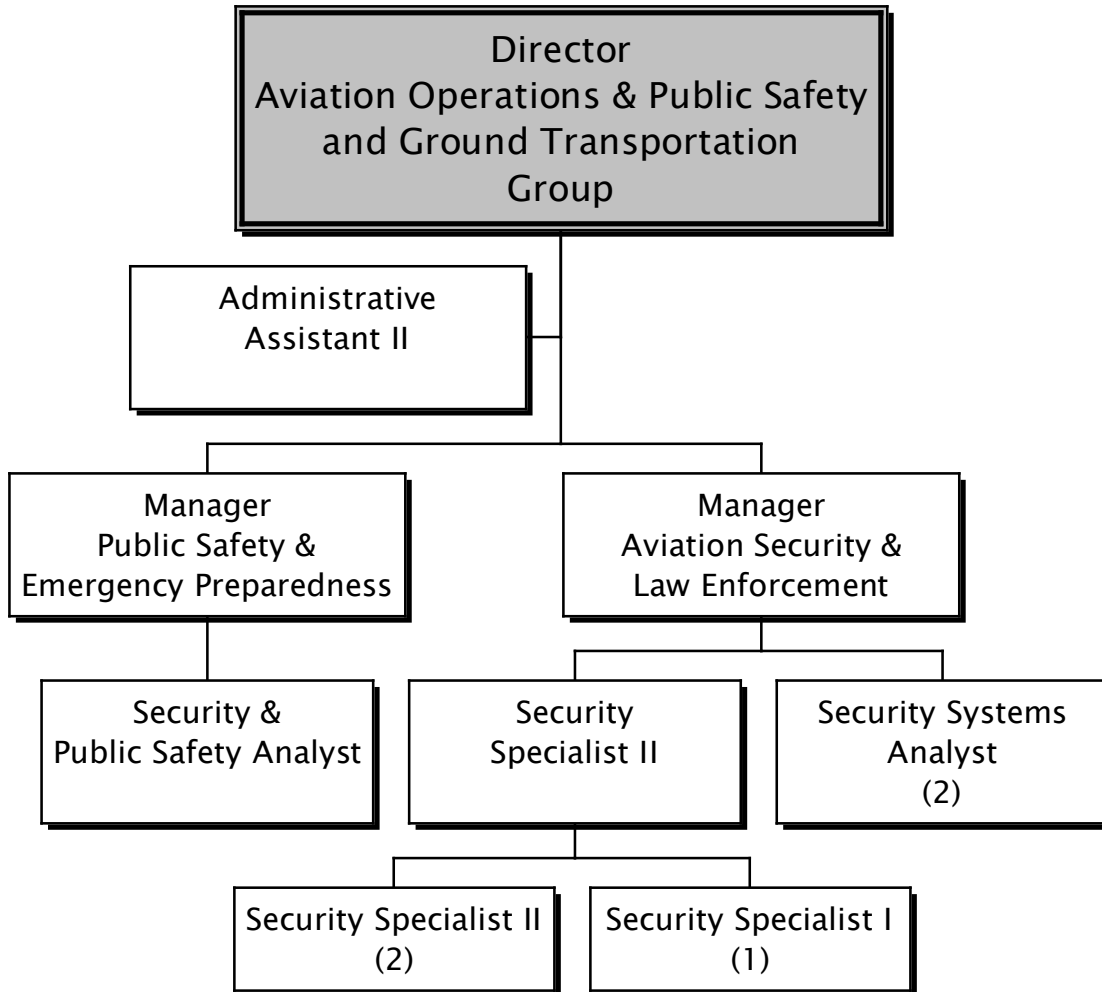 Director
Aviation Operations & Public Safety
and Ground Transportation
Group
Administrative
Assistant II
Manager
Public Safety &
Emergency Preparedness
Manager
Aviation Security &
Law Enforcement
Security &
Public Safety Analyst
Security
Specialist II
Security Systems
Analyst
(2)
Security Specialist II
(2)
Security Specialist I
(1)